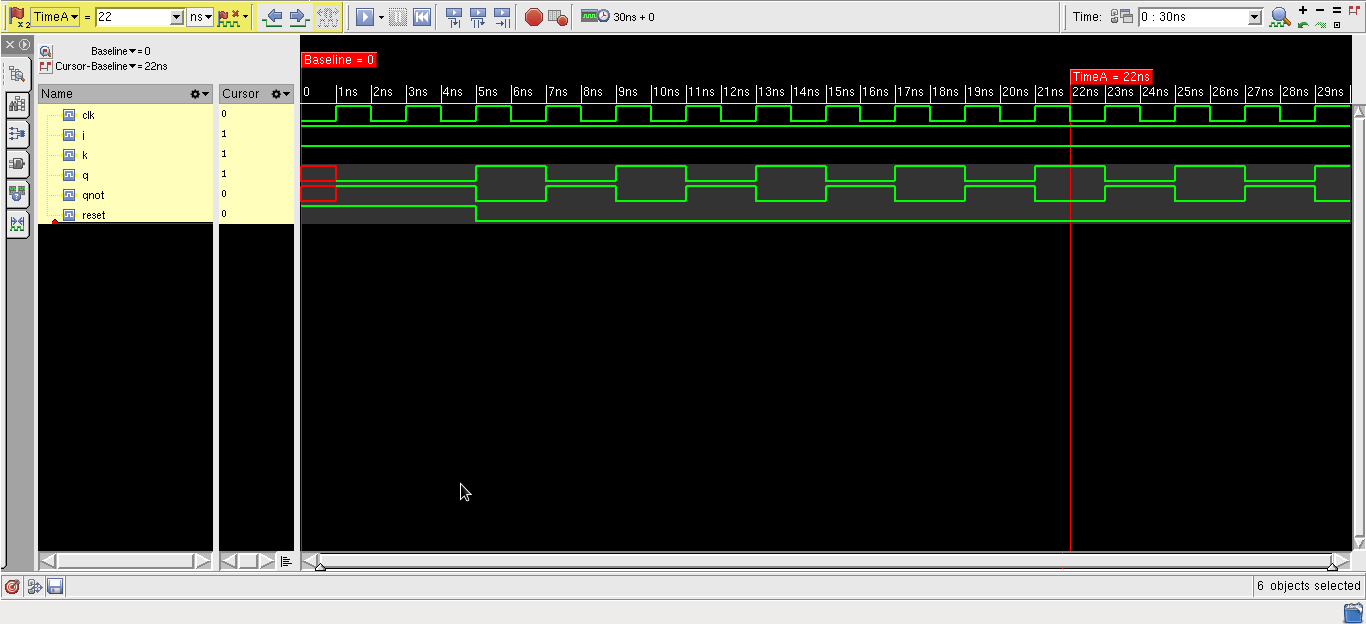 x2 TimeA = 22 ns 30ns + 0 Time: 0 : 30ns
Baseline = 0
Cursor-Baseline = 22ns
Baseline = 0
TimeA = 22ns
Name Cursor 0 1ns 2ns 3ns 4ns 5ns 6ns 7ns 8ns 9ns 10ns 11ns 12ns 13ns 14ns 15ns 16ns 17ns 18ns 19ns 20ns 21ns 22ns 23ns 24ns 25ns 26ns 27ns 28ns 29ns
clk 0
j 1
k 1
q 1
qnot 0
reset 0
6 objects selected